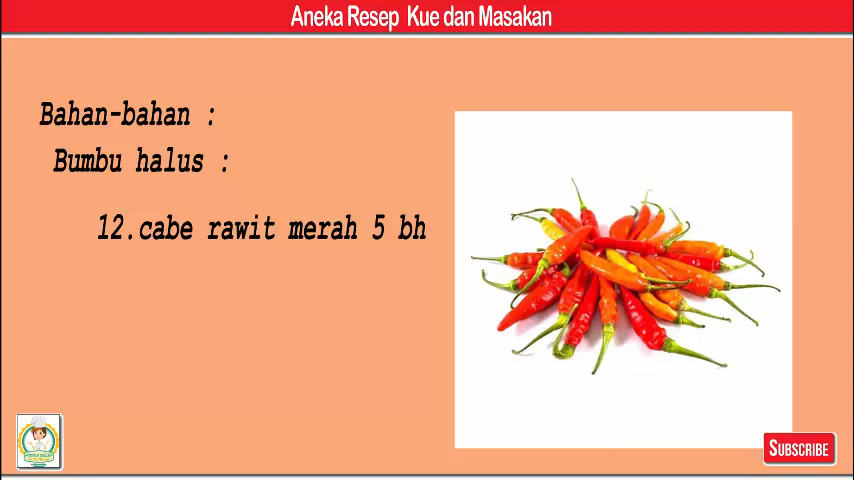 Aneka Resep Kue dan Masakan
Bahan-bahan :
Bumbu halus :
12.cabe rawit merah 5 bh
SUBSCRIBE